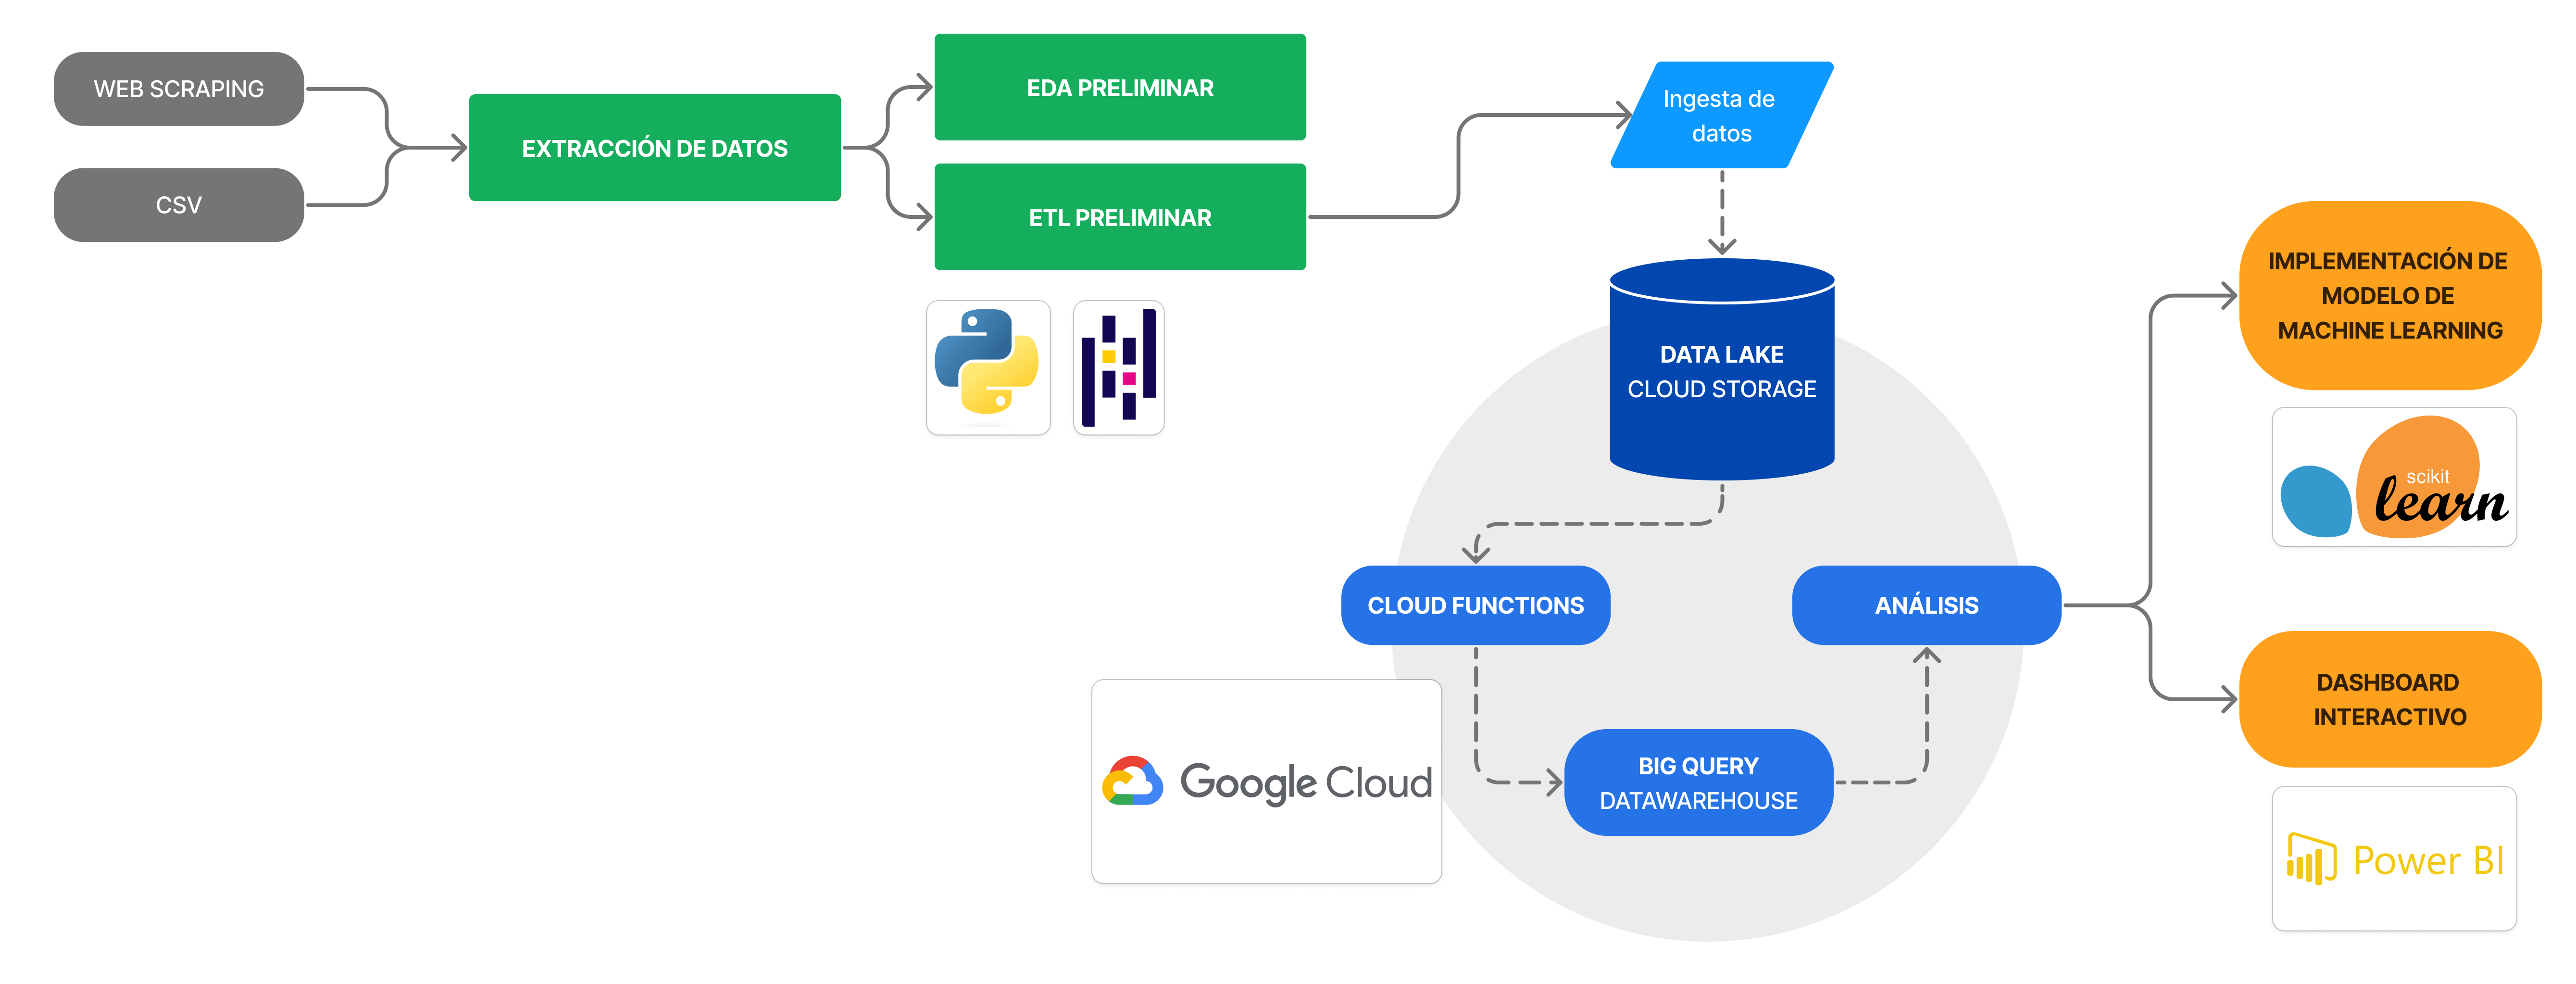 WEB SCRAPING
CSV
EXTRACCIÓN DE DATOS
EDA PRELIMINAR
ETL PRELIMINAR
Ingesta de
datos
DATA LAKE
CLOUD STORAGE
CLOUD FUNCTIONS
BIG QUERY
DATAWAREHOUSE
ANÁLISIS
Google Cloud
IMPLEMENTACIÓN DE
MODELO DE
MACHINE LEARNING
scikit
learn
DASHBOARD
INTERACTIVO
Power BI